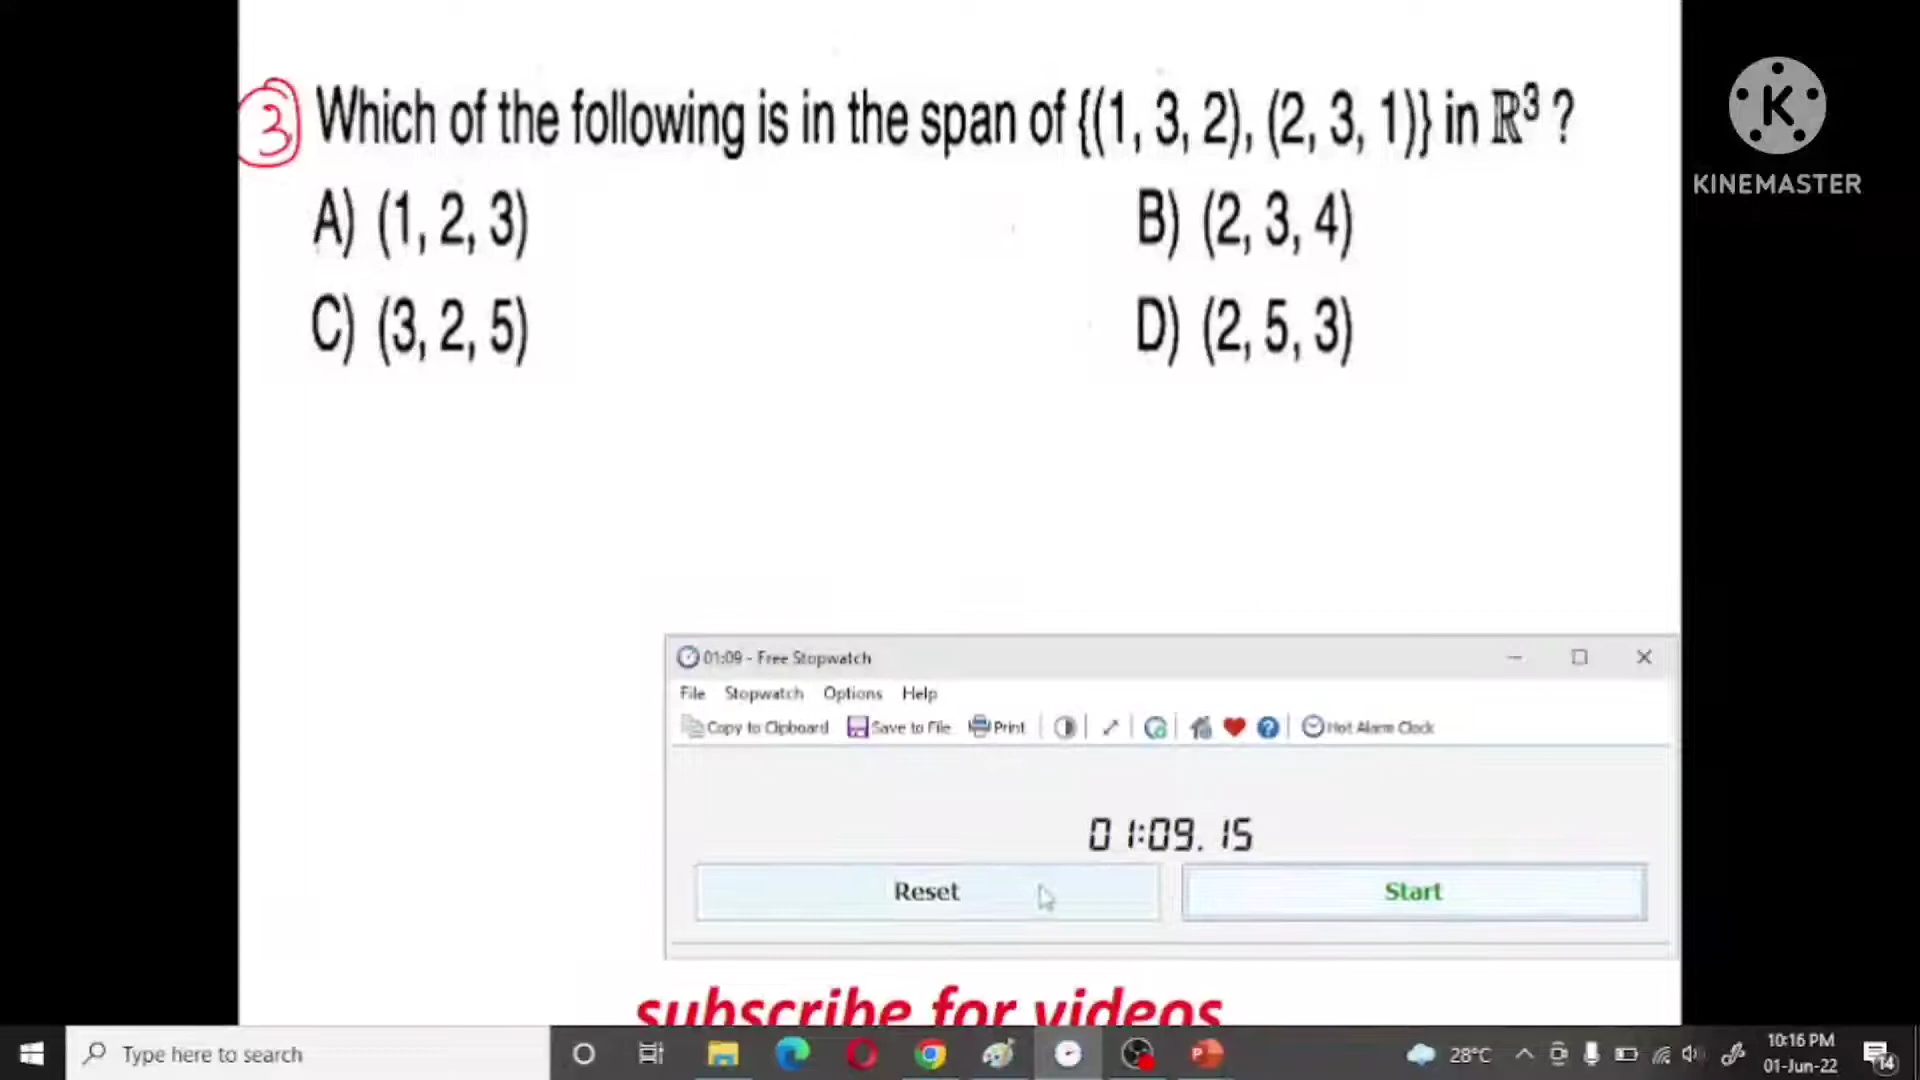 3 Which of the following is in the span of {(1, 3, 2), (2, 3, 1)} in ℝ³ ?
A) (1, 2, 3)
B) (2, 3, 4)
C) (3, 2, 5)
D) (2, 5, 3)
KINEMASTER
01:09 - Free Stopwatch
File Stopwatch Options Help
Copy to Clipboard Save to File Print Hot Alarm Clock
01:09.15
Reset Start
subscribe for videos
Type here to search
28°C
10:16 PM
01-Jun-22
14